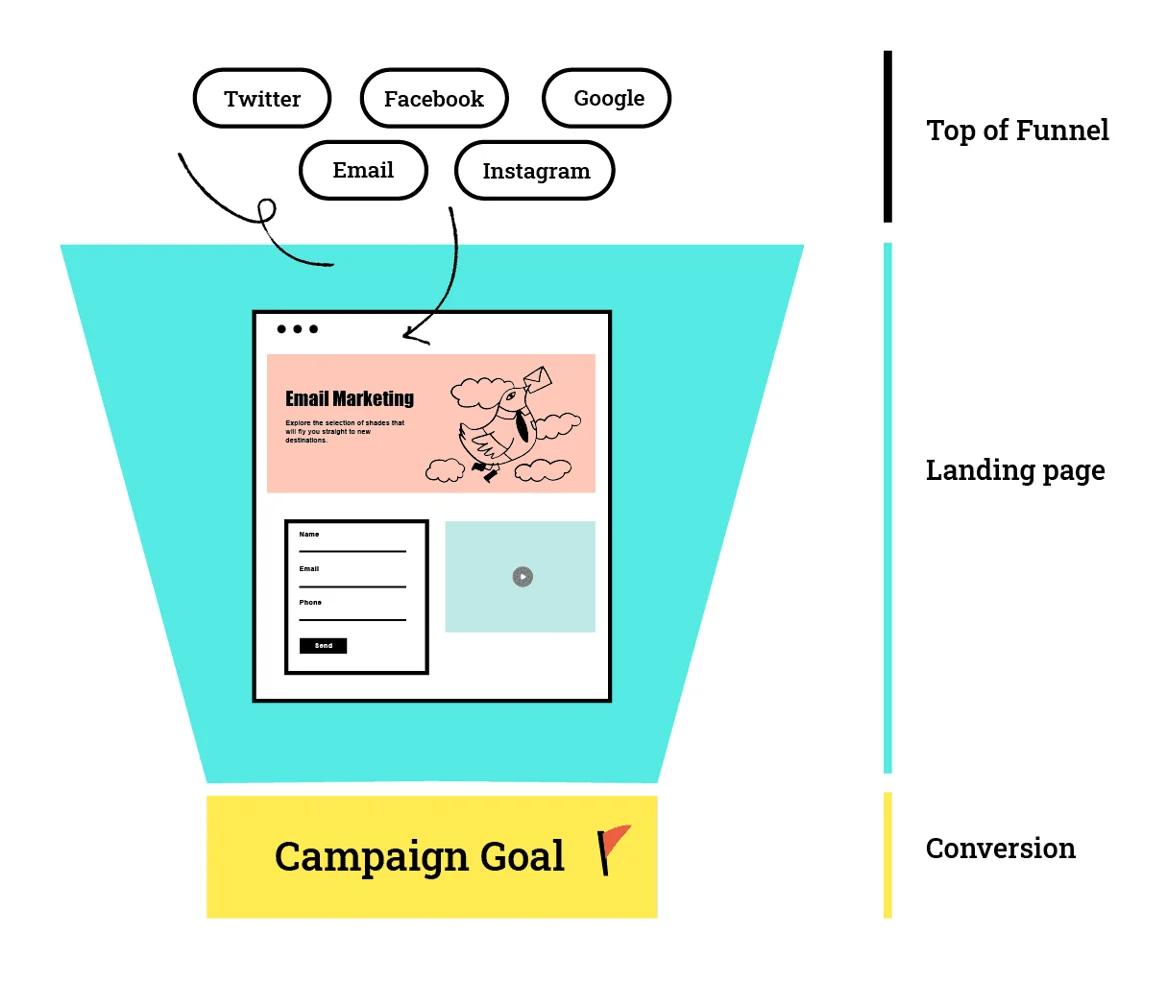 Twitter
Facebook
Google
Email
Instagram
Top of Funnel
Email Marketing
Explore the selection of shades that
will fly you straight to new
destinations.
Landing page
Name
Email
Phone
Send
Campaign Goal
Conversion